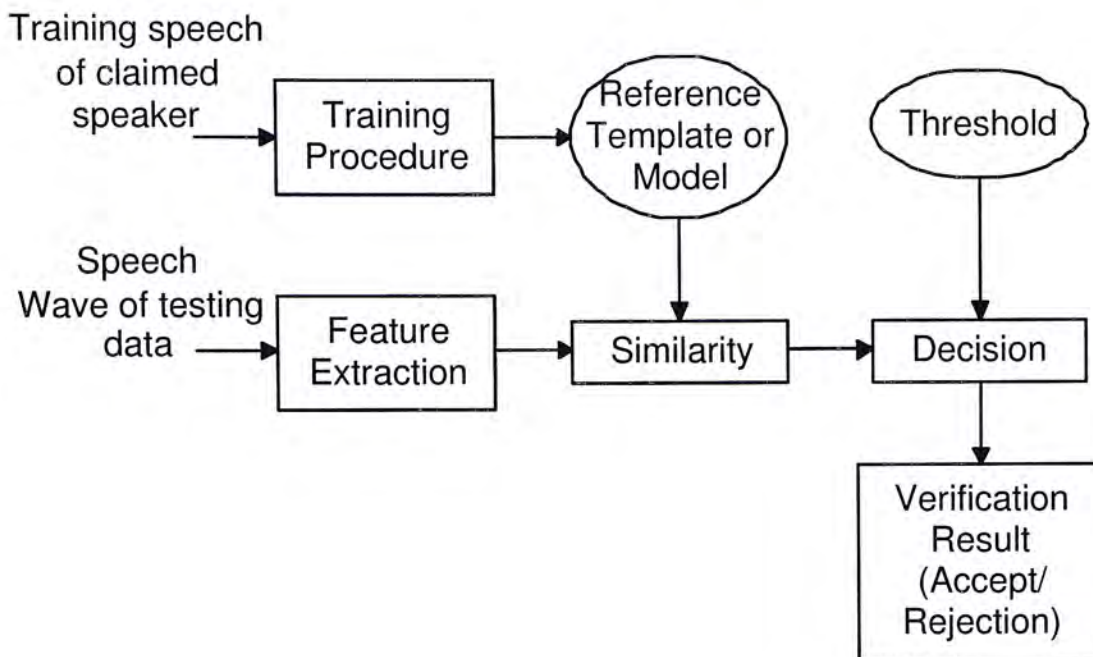 Training speech
of claimed
speaker
Training
Procedure
Reference
Template or
Model
Threshold
Speech
Wave of testing
data
Feature
Extraction
Similarity
Decision
Verification
Result
(Accept/
Rejection)